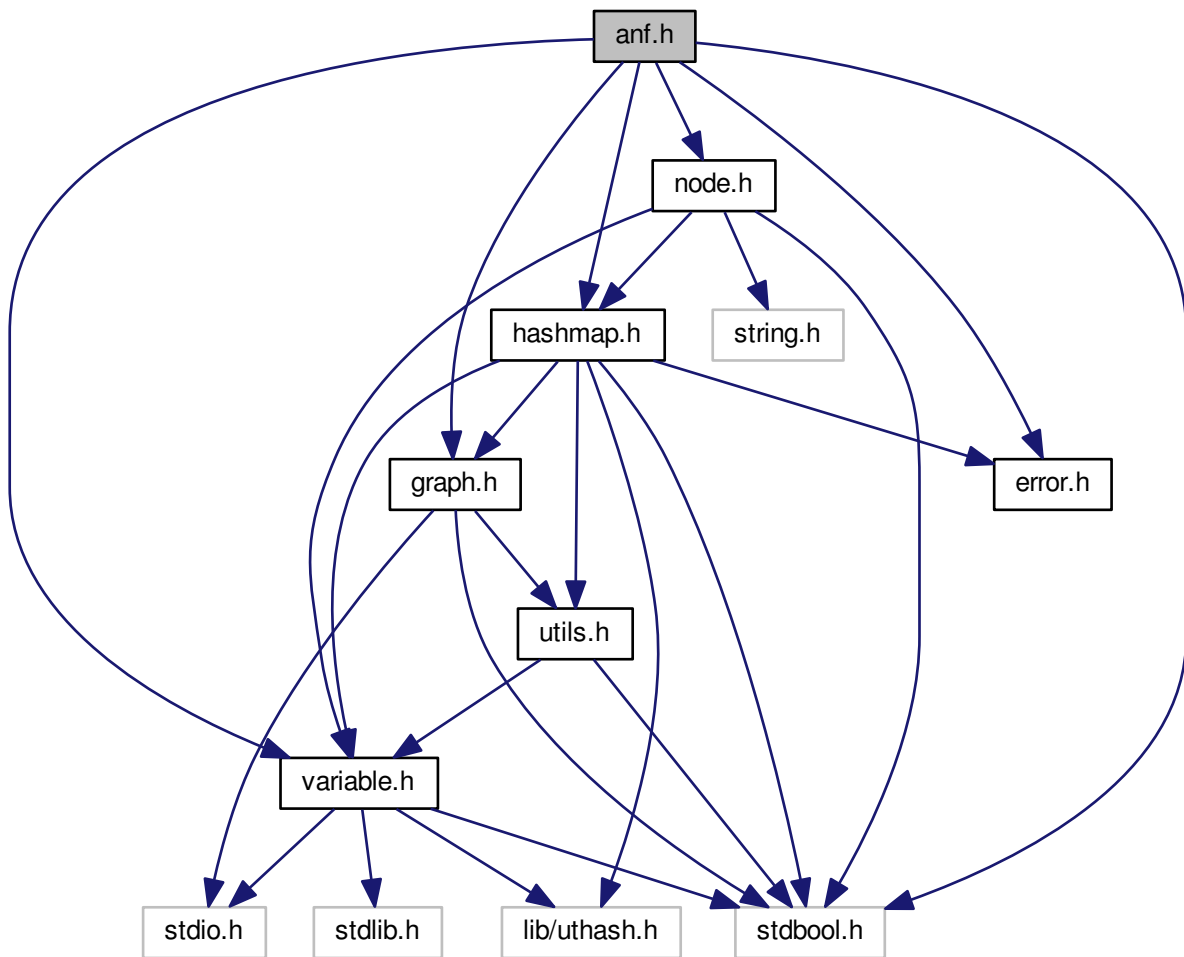 anf.h
node.h
hashmap.h
string.h
graph.h
error.h
utils.h
variable.h
stdio.h
stdlib.h
lib/uthash.h
stdbool.h